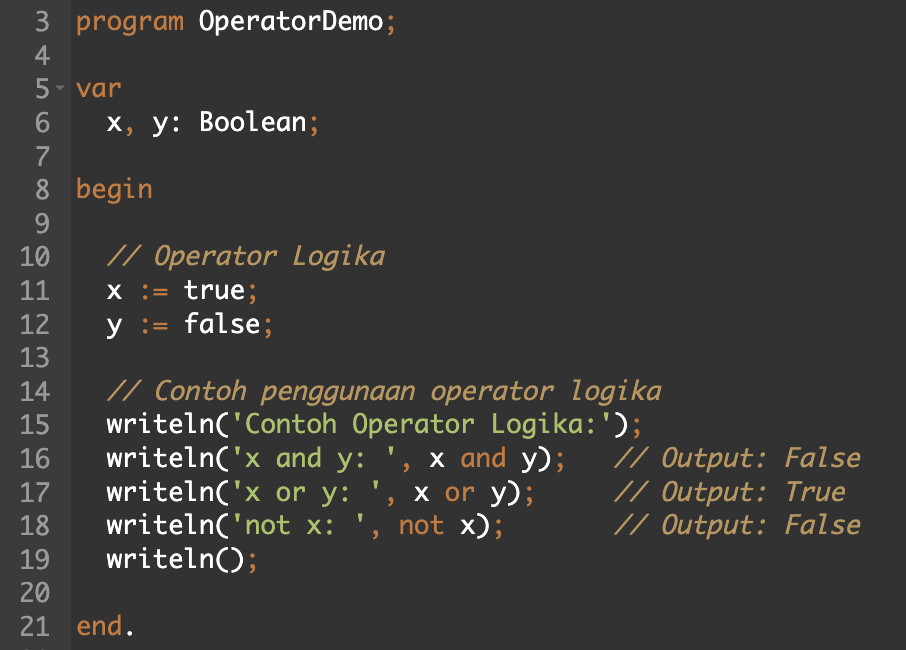 3 program OperatorDemo;
4
5 var
6 x, y: Boolean;
7
8 begin
9
10 // Operator Logika
11 x := true;
12 y := false;
13
14 // Contoh penggunaan operator logika
15 writeln('Contoh Operator Logika:');
16 writeln('x and y: ', x and y); // Output: False
17 writeln('x or y: ', x or y); // Output: True
18 writeln('not x: ', not x); // Output: False
19 writeln();
20
21 end.